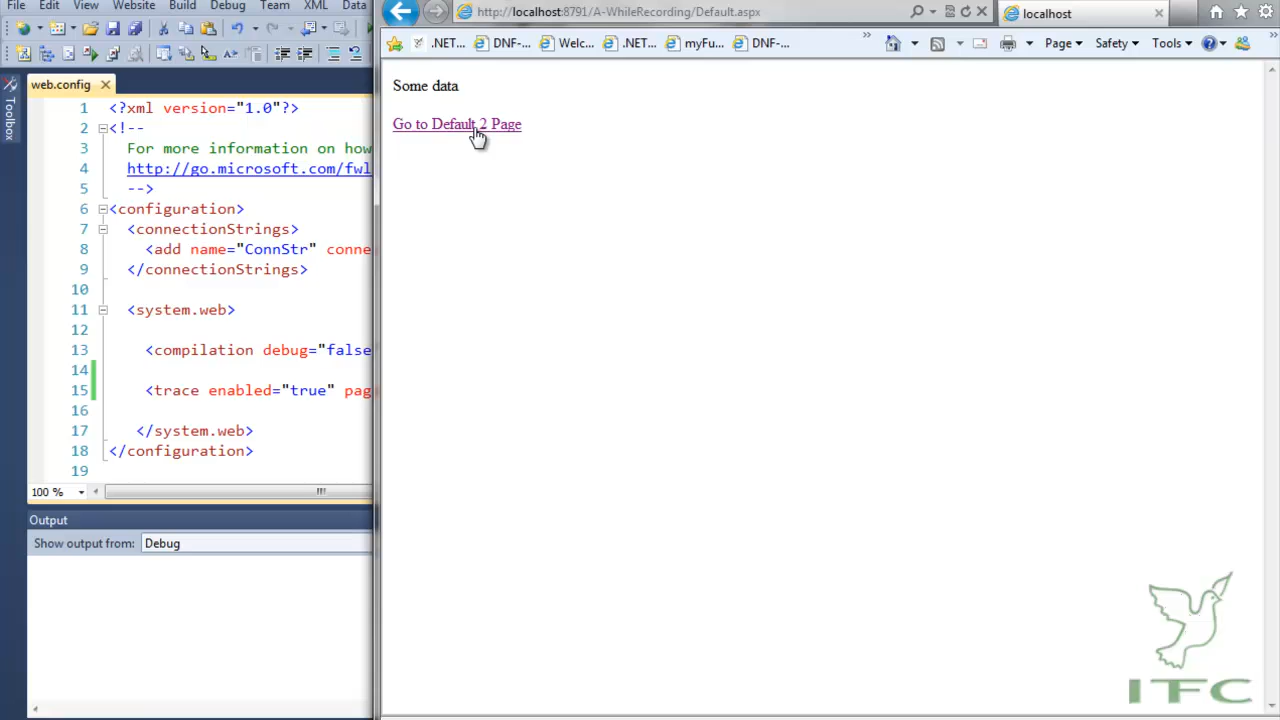 File Edit View Website Build Debug Team XML Data
web.config
Toolbox
1 <?xml version="1.0"?>
2 <!--
3 For more information on how
4 http://go.microsoft.com/fwl
5 -->
6 <configuration>
7 <connectionStrings>
8 <add name="ConnStr" conne
9 </connectionStrings>
10
11 <system.web>
12
13 <compilation debug="false
14
15 <trace enabled="true" pag
16
17 </system.web>
18 </configuration>
19
100 %
Output
Show output from: Debug
http://localhost:8791/A-WhileRecording/Default.aspx
localhost
.NET... DNF-... Welc... .NET... myFu... DNF-...
Page Safety Tools
Some data
Go to Default 2 Page
ITFC